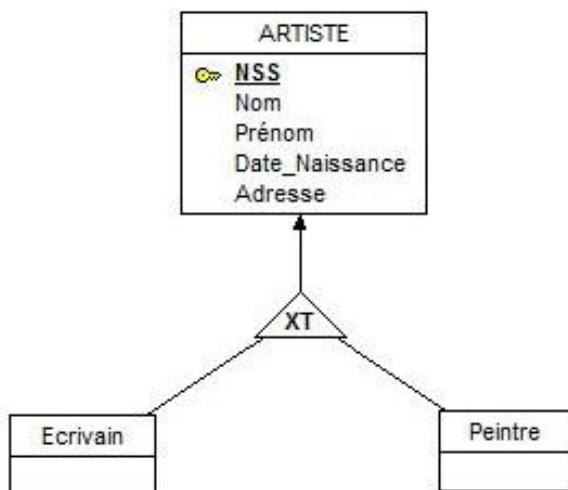 ARTISTE
NSS
Nom
Prénom
Date_Naissance
Adresse
XT
Ecrivain
Peintre